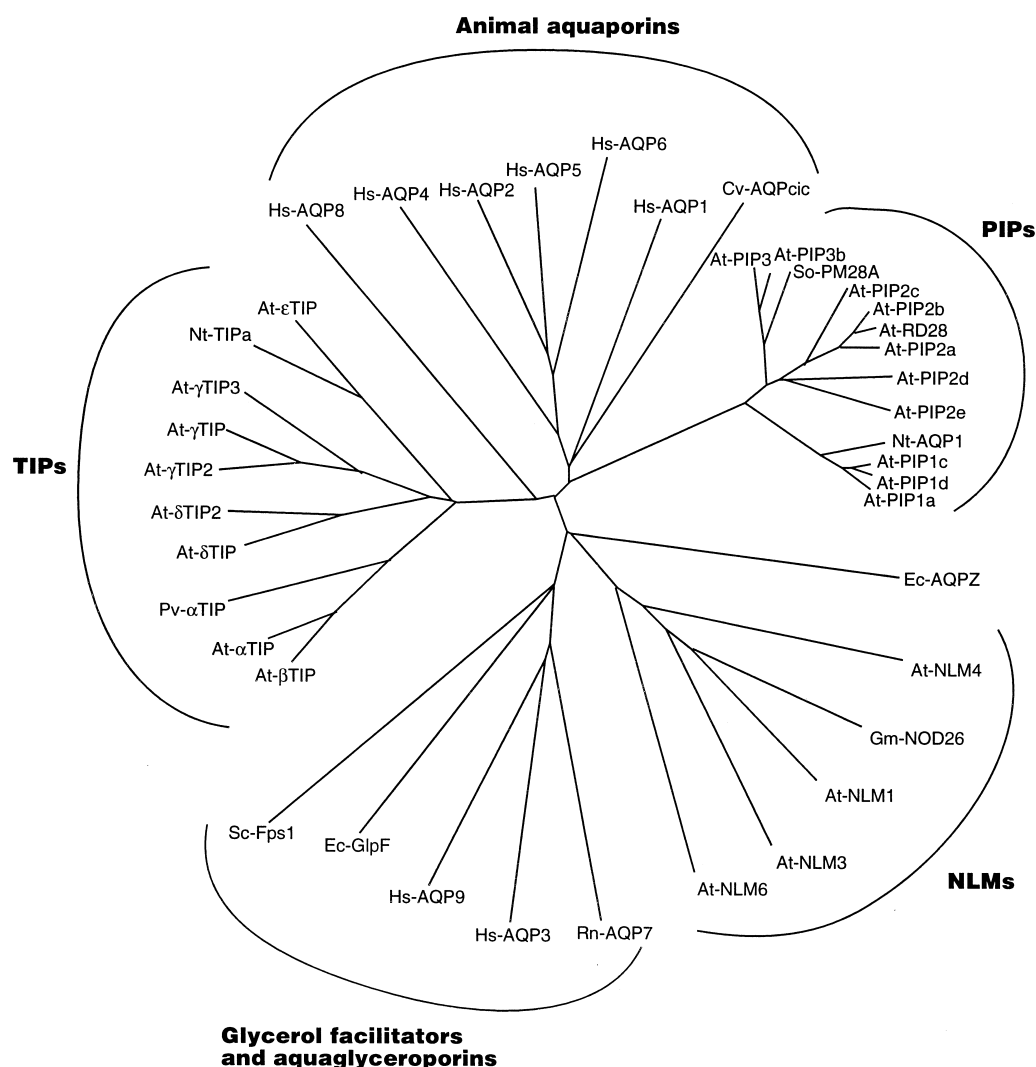 Animal aquaporins
Hs-AQP6
Hs-AQP5
Hs-AQP4
Hs-AQP2
Cv-AQPcic
Hs-AQP8
Hs-AQP1
PIPs
At-PIP3
At-PIP3b
So-PM28A
At-PIP2c
At-PIP2b
At-RD28
At-PIP2a
At-PIP2d
At-PIP2e
Nt-AQP1
At-PIP1c
At-PIP1d
At-PIP1a
At-εTIP
Nt-TIPa
At-γTIP3
At-γTIP
TIPs
At-γTIP2
At-δTIP2
At-δTIP
Pv-αTIP
At-αTIP
At-βTIP
Ec-AQPZ
At-NLM4
Gm-NOD26
At-NLM1
At-NLM3
At-NLM6
NLMs
Sc-Fps1
Ec-GlpF
Hs-AQP9
Hs-AQP3
Rn-AQP7
Glycerol facilitators
and aquaglyceroporins